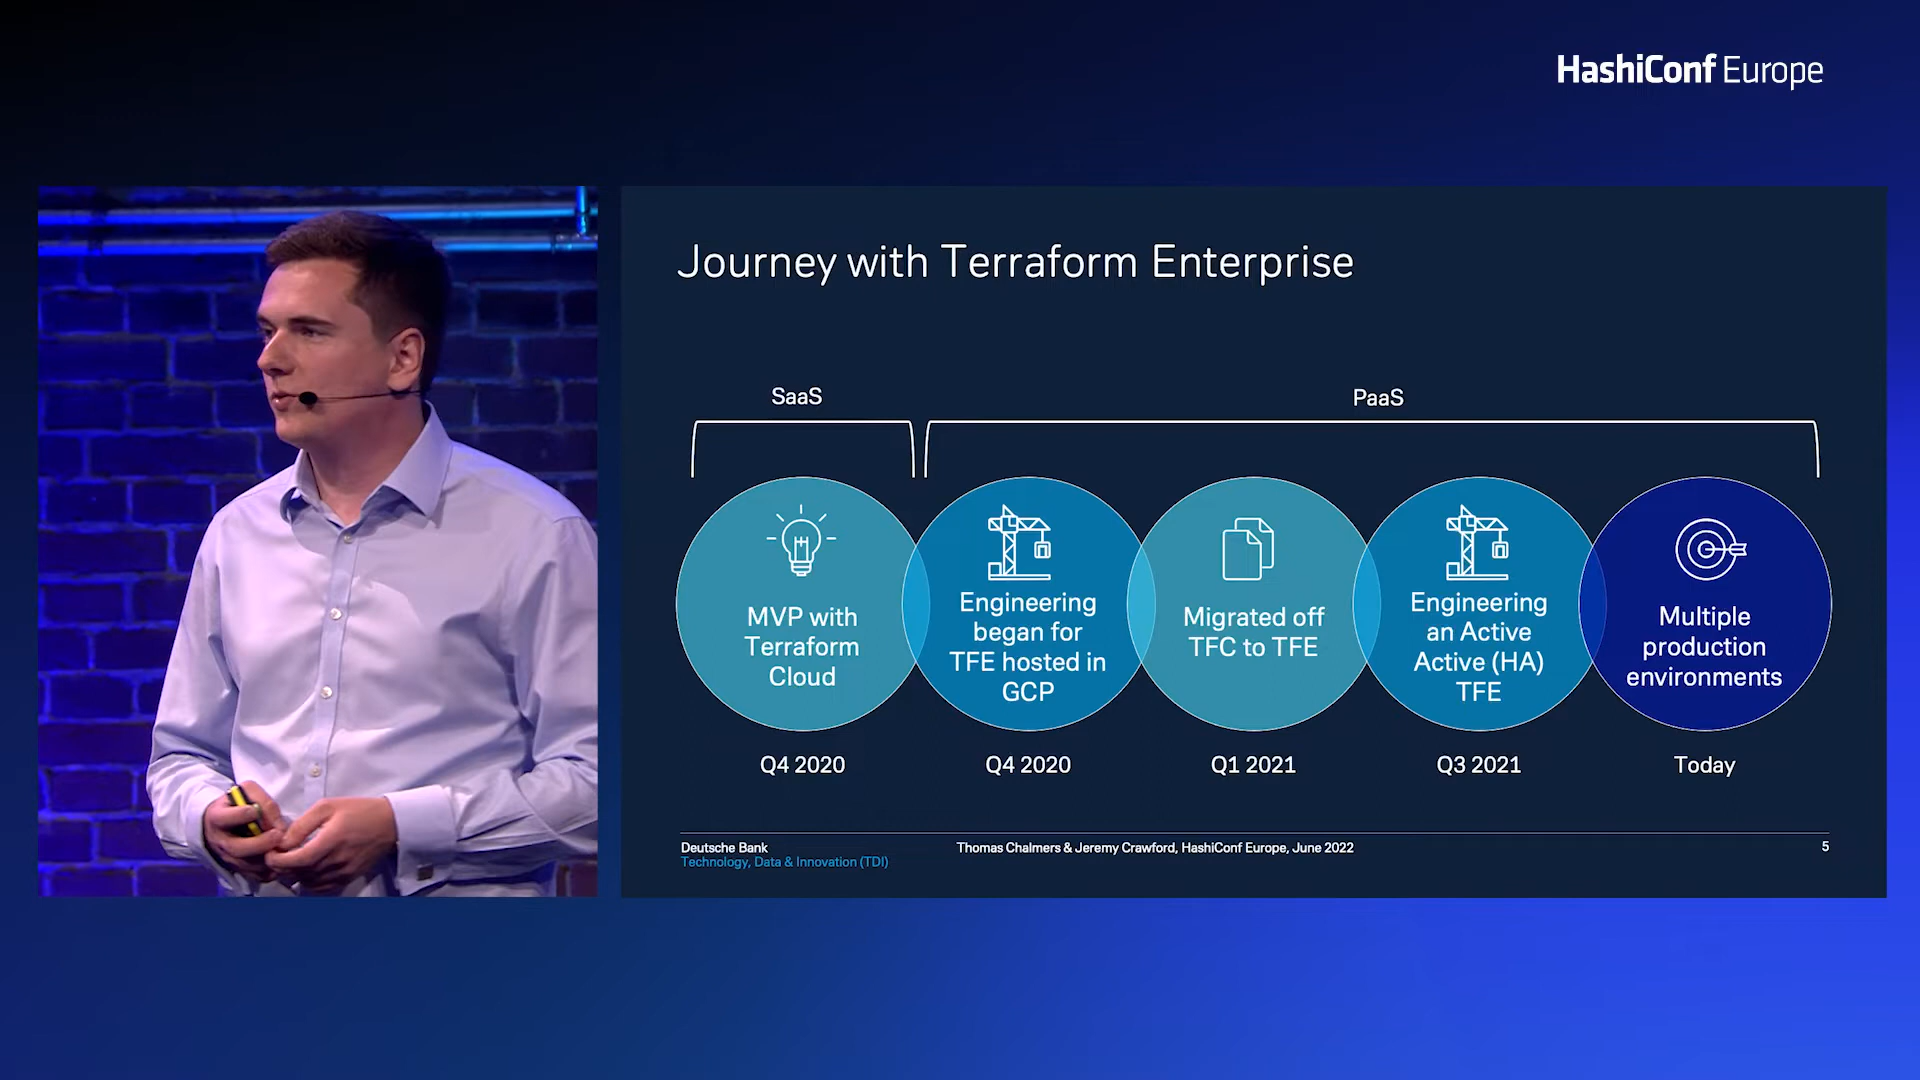 HashiConf Europe
Journey with Terraform Enterprise
SaaS
PaaS
MVP with
Terraform
Cloud
Engineering
began for
TFE hosted in
GCP
Migrated off
TFC to TFE
Engineering
an Active
Active (HA)
TFE
Multiple
production
environments
Q4 2020
Q4 2020
Q1 2021
Q3 2021
Today
Deutsche Bank
Technology, Data & Innovation (TDI)
Thomas Chalmers & Jeremy Crawford, HashiConf Europe, June 2022
5